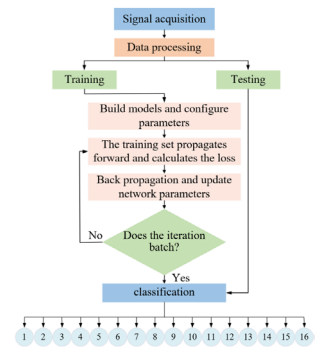 Signal acquisition
Data processing
Training
Testing
Build models and configure
parameters
The training set propagates
forward and calculates the loss
Back propagation and update
network parameters
No
Does the iteration
batch?
Yes
classification
1 2 3 4 5 6 7 8 9 10 11 12 13 14 15 16